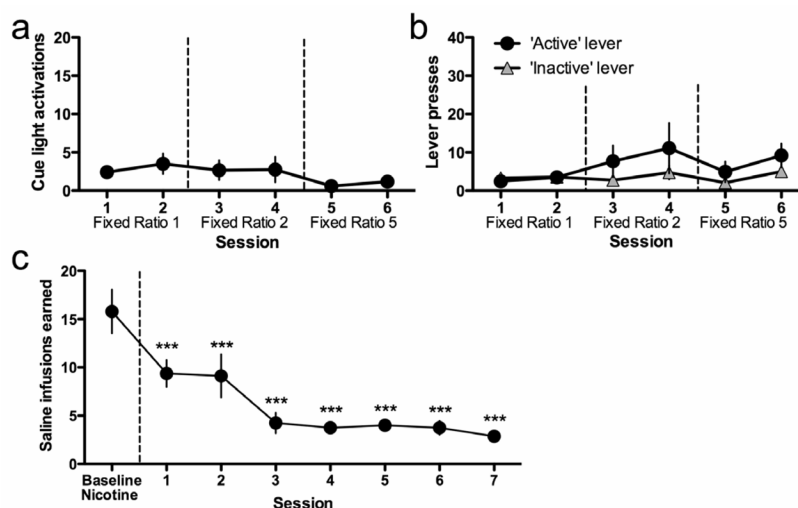 a
20
15
10
5
0
Cue light activations
1 2 3 4 5 6
Fixed Ratio 1 Fixed Ratio 2 Fixed Ratio 5
Session
b
'Active' lever
'Inactive' lever
40
30
20
10
0
Lever presses
1 2 3 4 5 6
Fixed Ratio 1 Fixed Ratio 2 Fixed Ratio 5
Session
c
20
15
10
5
0
Saline infusions earned
*** *** *** *** *** *** ***
Baseline 1 2 3 4 5 6 7
Nicotine
Session